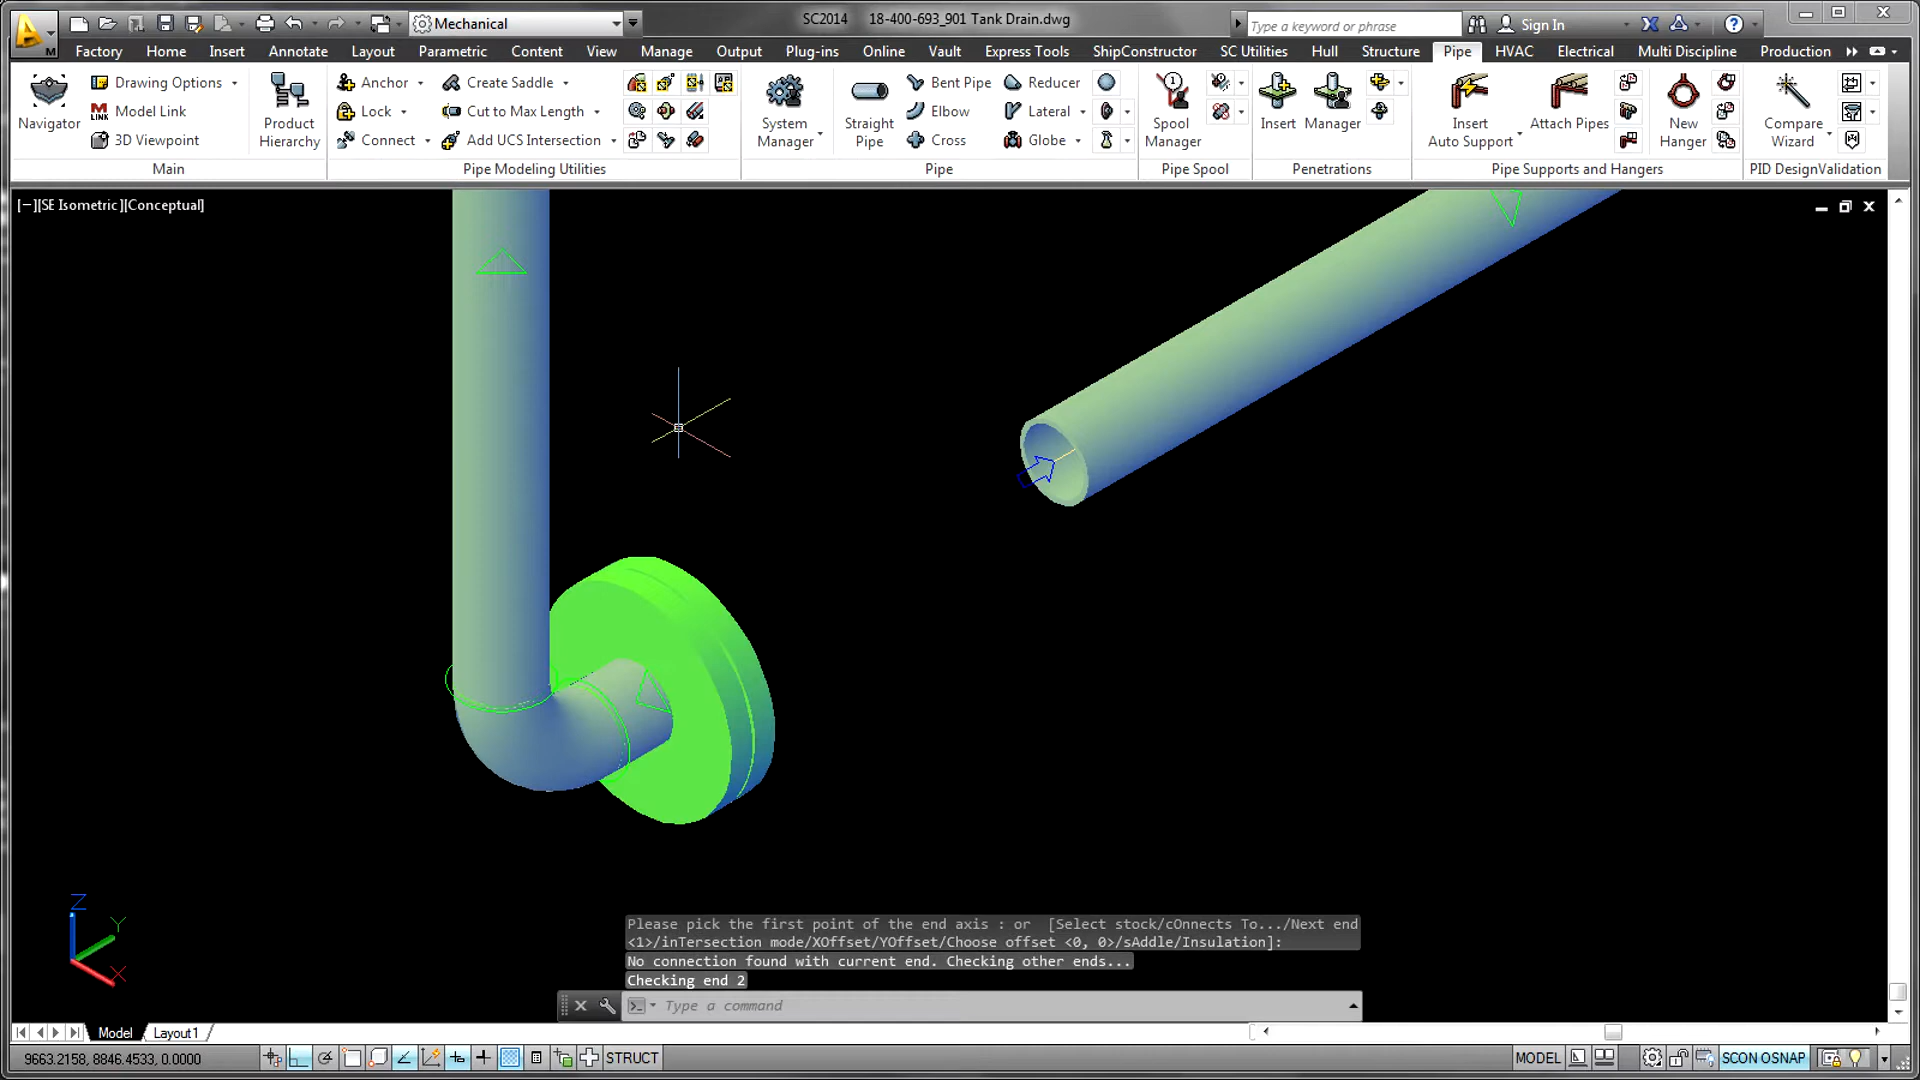 Mechanical
SC2014 18-400-693_901 Tank Drain.dwg
Type a keyword or phrase
Sign In
M
Factory Home Insert Annotate Layout Parametric Content View Manage Output Plug-ins Online Vault Express Tools ShipConstructor SC Utilities Hull Structure Pipe HVAC Electrical Multi Discipline Production
Navigator
Drawing Options
Model Link
3D Viewpoint
Product Hierarchy
Anchor
Lock
Connect
Create Saddle
Cut to Max Length
Add UCS Intersection
System Manager
Straight Pipe
Bent Pipe
Elbow
Cross
Reducer
Lateral
Globe
Spool Manager
Insert
Manager
Insert Auto Support
Attach Pipes
New Hanger
Compare Wizard
Main
Pipe Modeling Utilities
Pipe
Pipe Spool
Penetrations
Pipe Supports and Hangers
PID DesignValidation
[−][SE Isometric][Conceptual]
Z
Y
X
Please pick the first point of the end axis : or [Select stock/cOnnects To.../Next end
<1>/inTersection mode/XOffset/YOffset/Choose offset <0, 0>/sAddle/Insulation]:
No connection found with current end. Checking other ends...
Checking end 2
Type a command
Model Layout1
9663.2158, 8846.4533, 0.0000
STRUCT
MODEL
SCON OSNAP